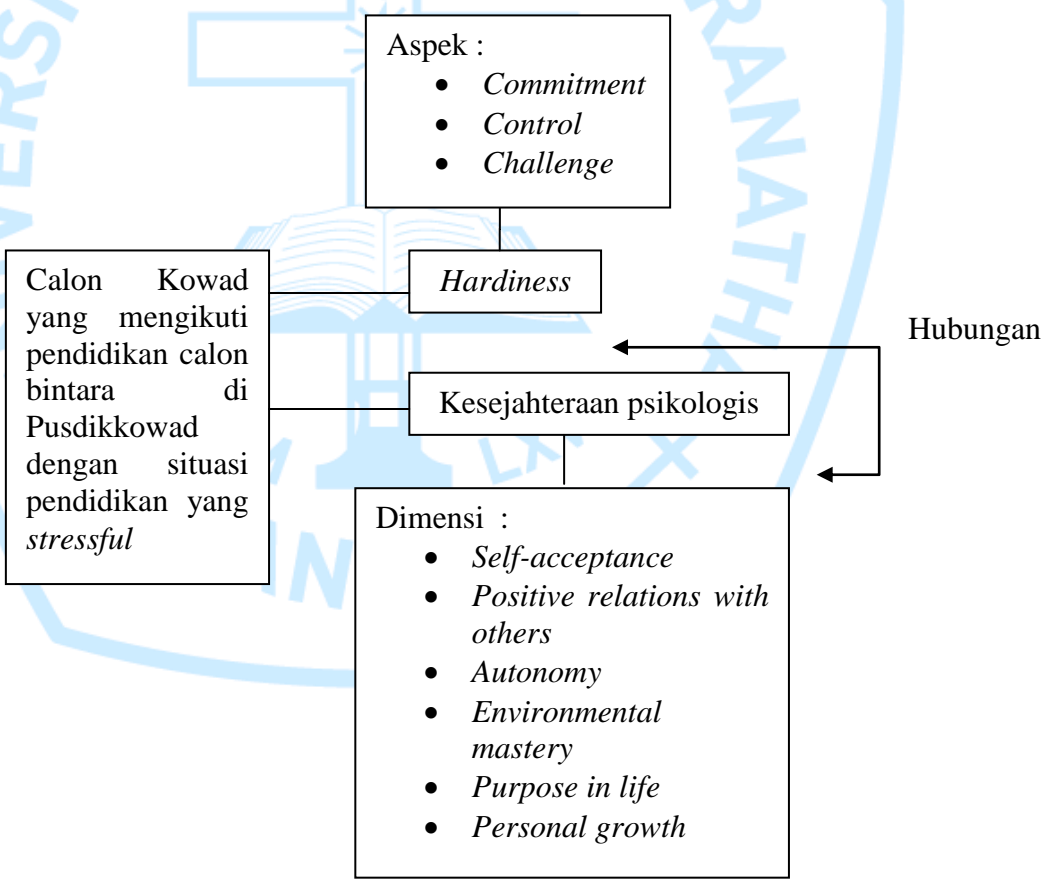 Aspek :
• Commitment
• Control
• Challenge
Hardiness
Calon Kowad
yang mengikuti
pendidikan calon
bintara di
Pusdikkowad
dengan situasi
pendidikan yang
stressful
Hubungan
Kesejahteraan psikologis
Dimensi :
• Self-acceptance
• Positive relations with
others
• Autonomy
• Environmental
mastery
• Purpose in life
• Personal growth